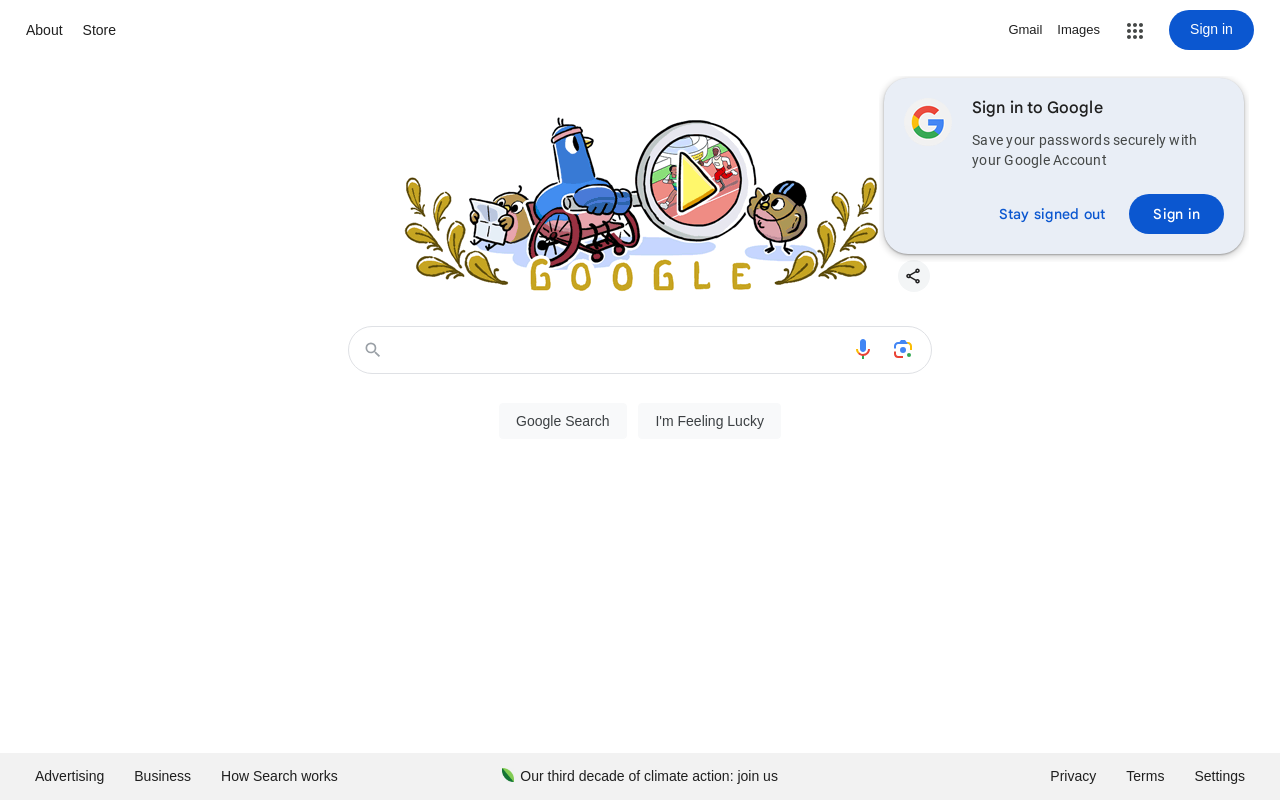 About
Store
Gmail
Images
Sign in
Sign in to Google
Save your passwords securely with
your Google Account
Stay signed out
Sign in
GOOGLE
Google Search
I'm Feeling Lucky
Advertising
Business
How Search works
Our third decade of climate action: join us
Privacy
Terms
Settings